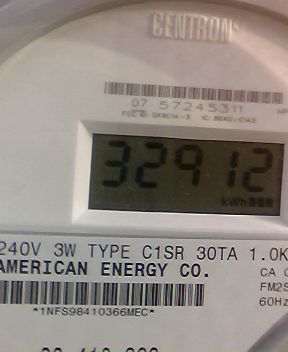 CENTRON®
07 57245311
32912
kWh
240V 3W TYPE C1SR 30TA 1.0K
AMERICAN ENERGY CO.
CA
FM2S
60Hz
*1NFS98410366MEC*